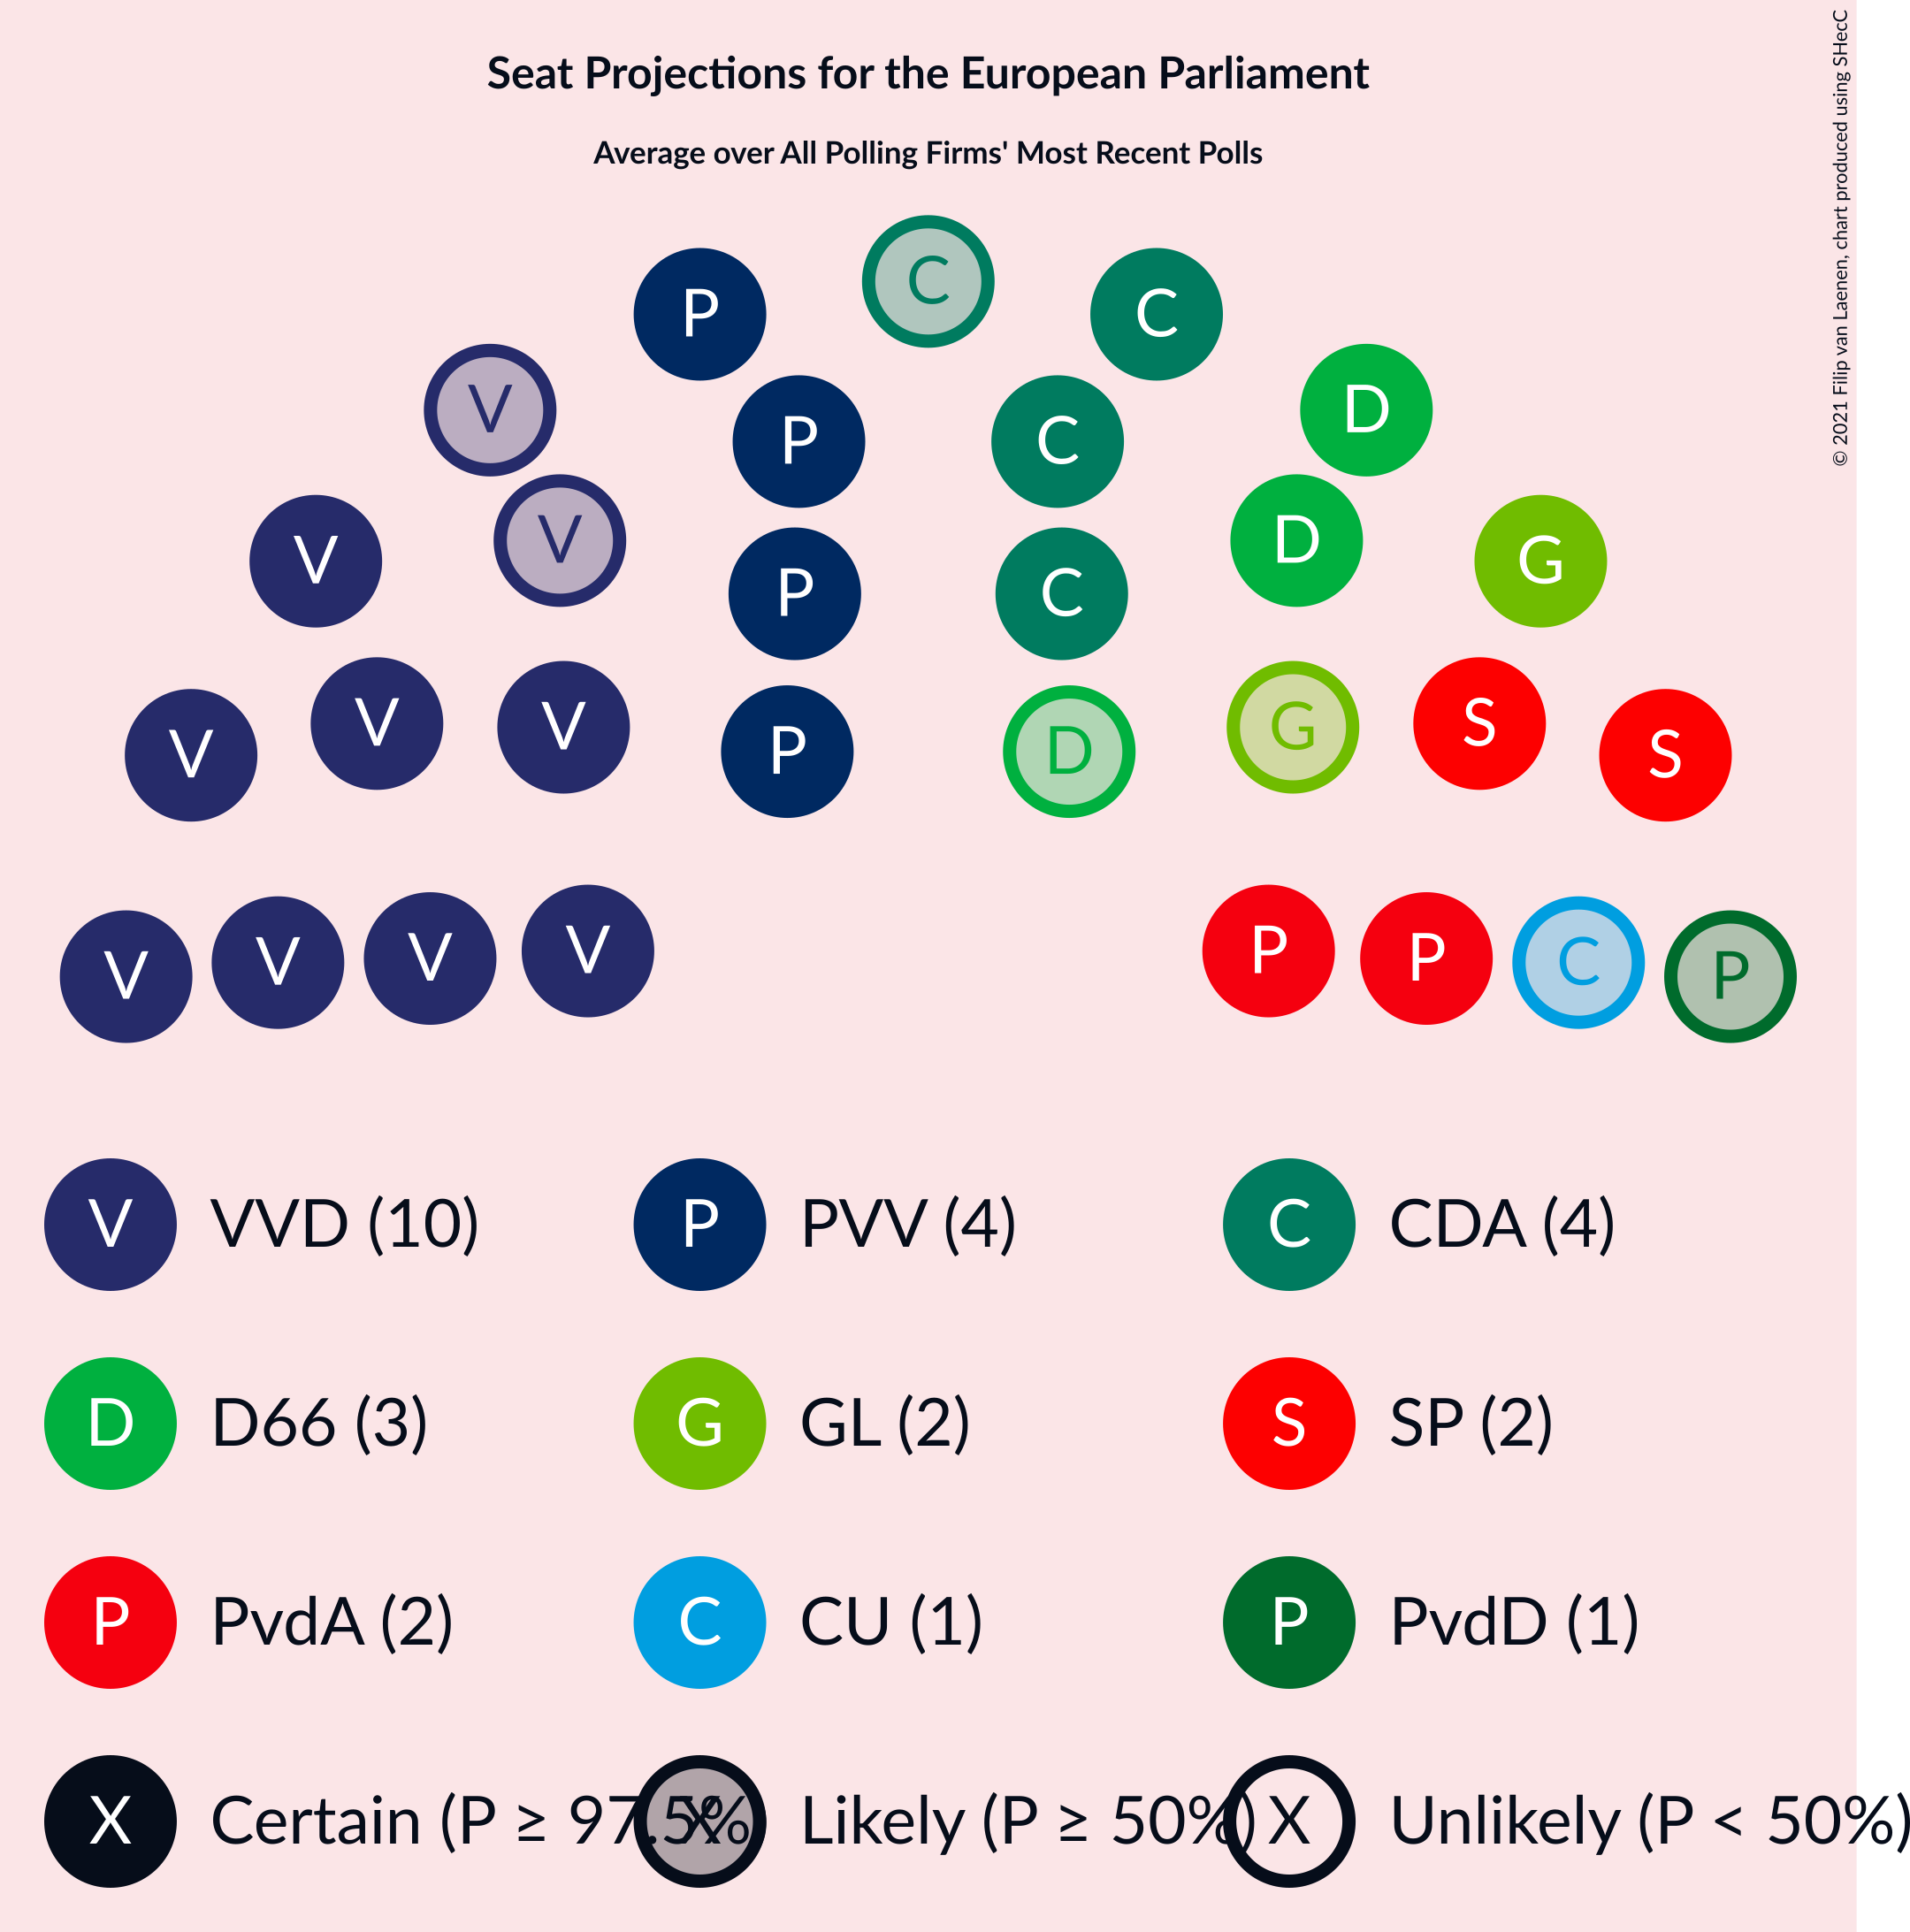 Seat Projections for the European Parliament
Average over All Polling Firms' Most Recent Polls
© 2021 Filip van Laenen, chart produced using SHecC
C
P C
V D
P C
V D
V G
P C
V V S
V P D G S
P P C P
V V V V
V VVD (10) P PVV (4) C CDA (4)
D D66 (3) G GL (2) S SP (2)
P PvdA (2) C CU (1) P PvdD (1)
X Certain (P ≥ 97.5% X Likely (P ≥ 50%) X Unlikely (P < 50%)